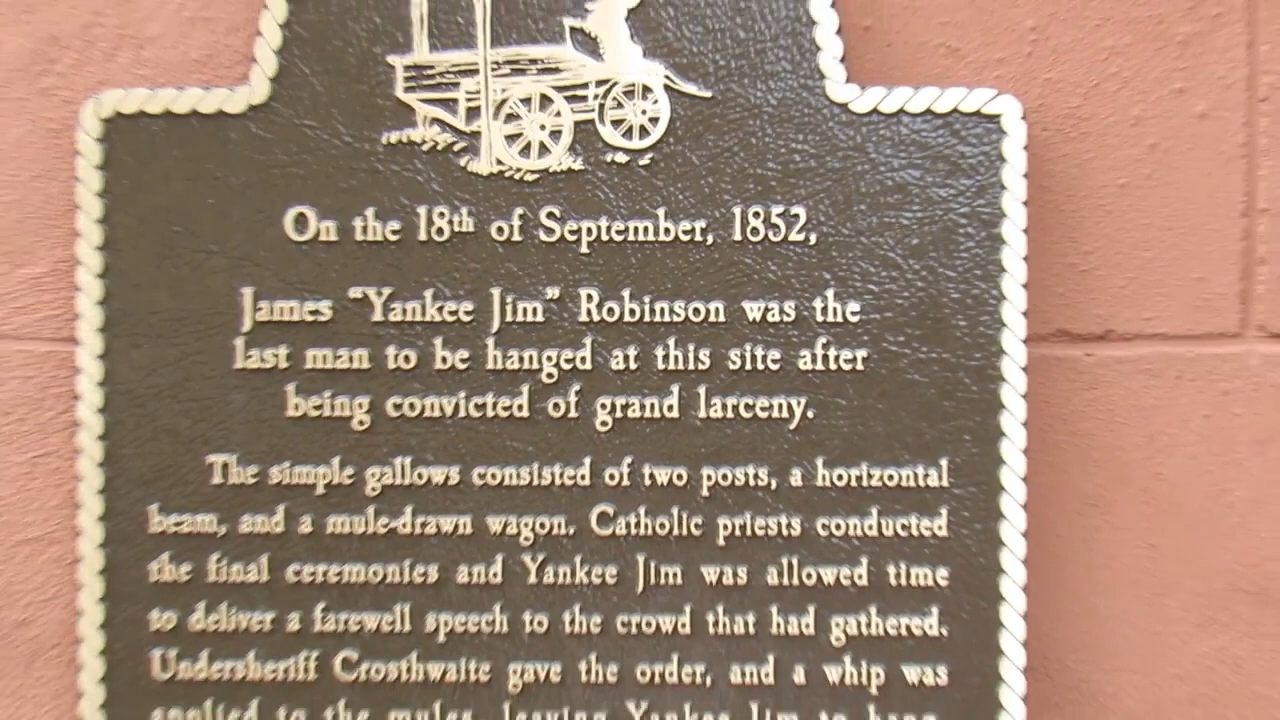 On the 18th of September, 1852,
James "Yankee Jim" Robinson was the
last man to be hanged at this site after
being convicted of grand larceny.
The simple gallows consisted of two posts, a horizontal
beam, and a mule-drawn wagon. Catholic priests conducted
the final ceremonies and Yankee Jim was allowed time
to deliver a farewell speech to the crowd that had gathered.
Undersheriff Crosthwaite gave the order, and a whip was
applied to the mules, leaving Yankee Jim to hang.